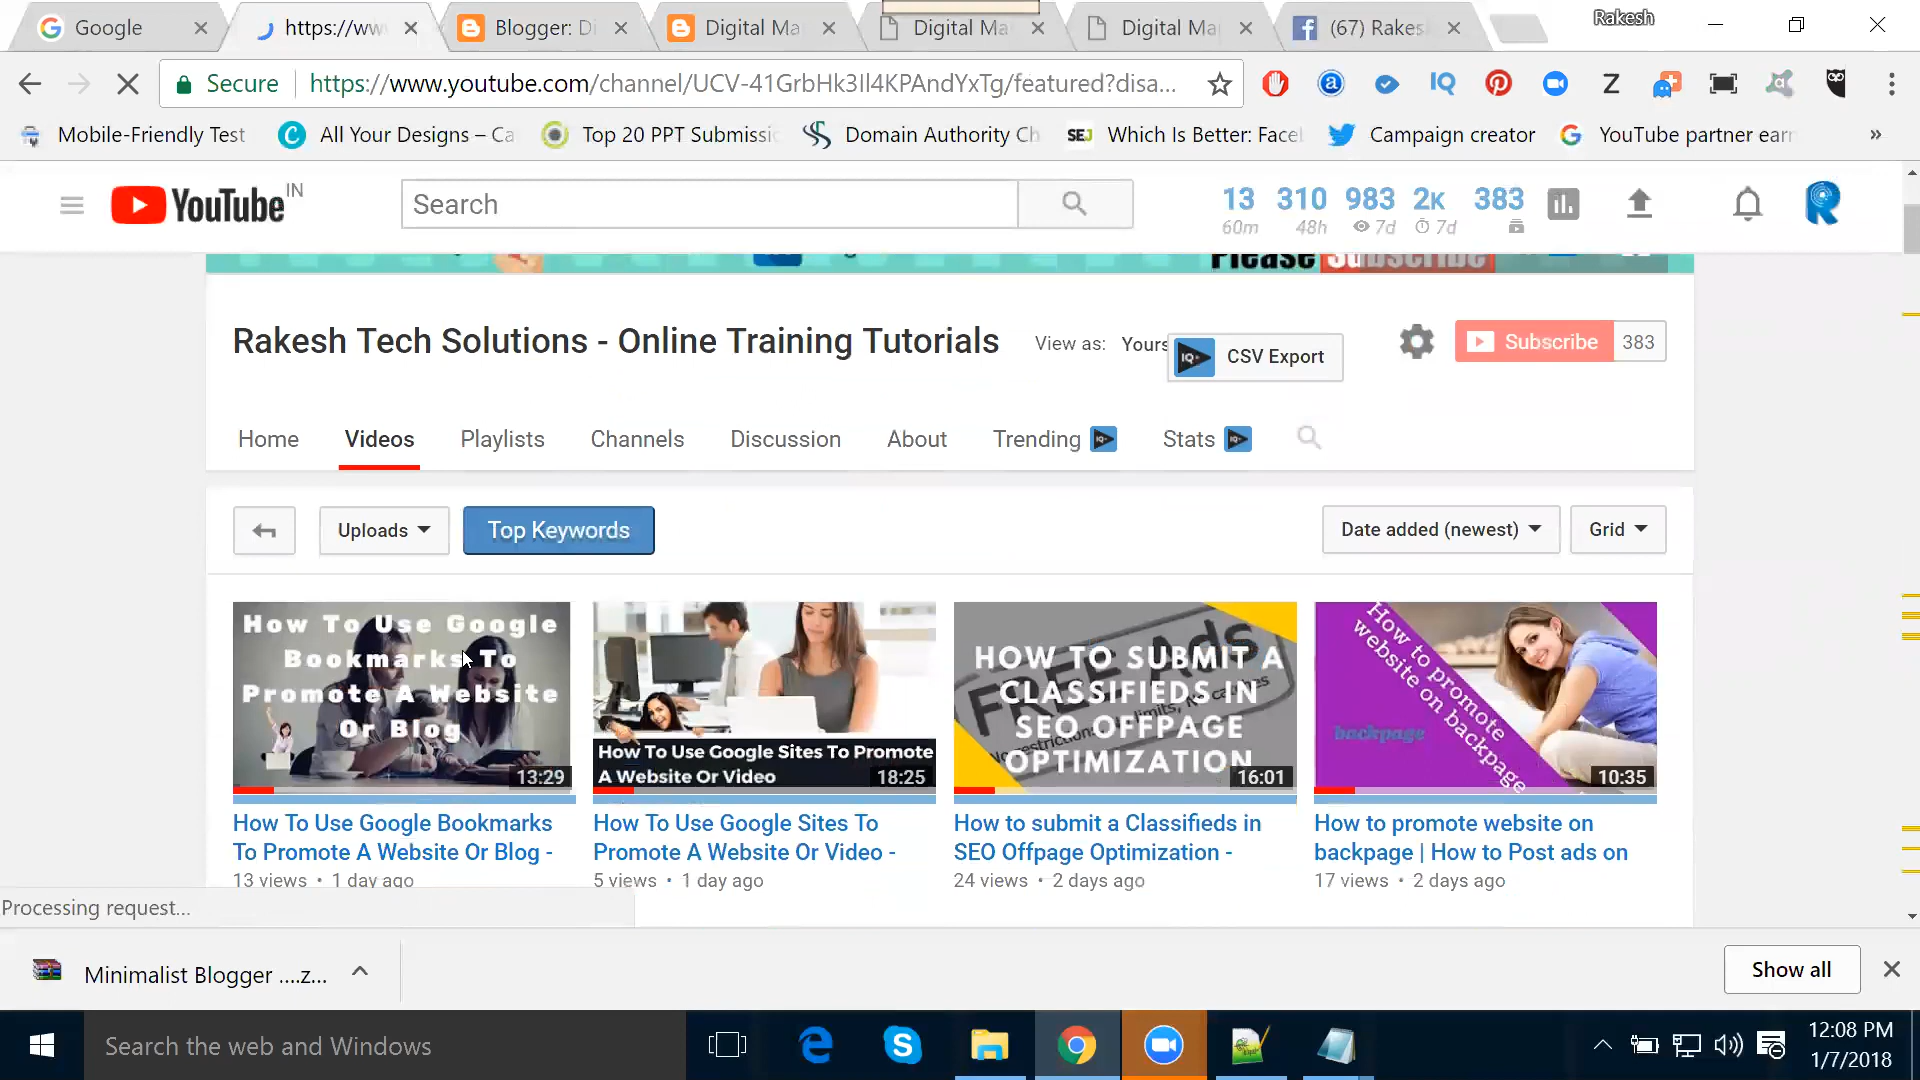 Google
https://ww
Blogger: Di
Digital Ma
Digital Ma
Digital Ma
(67) Rakes
Rakesh
Secure
https://www.youtube.com/channel/UCV-41GrbHk3Il4KPAndYxTg/featured?disa...
Mobile-Friendly Test
All Your Designs – Ca
Top 20 PPT Submissic
Domain Authority Ch
SEJ Which Is Better: Facel
Campaign creator
YouTube partner earr
»
YouTube IN
Search
13 310 983 2K 383
60m 48h 7d 7d
Please Subscribe
Rakesh Tech Solutions - Online Training Tutorials
View as: Yours
CSV Export
Subscribe 383
Home Videos Playlists Channels Discussion About Trending Stats
Uploads
Top Keywords
Date added (newest)
Grid
How To Use Google
Bookmarks To
Promote A Website
Or Blog
13:29
How To Use Google Sites To Promote
A Website Or Video
18:25
FREE Ads
HOW TO SUBMIT A
CLASSIFIEDS IN
SEO OFFPAGE
OPTIMIZATION
16:01
How to promote
website on backpage
backpage
10:35
How To Use Google Bookmarks
To Promote A Website Or Blog -
13 views • 1 day ago
How To Use Google Sites To
Promote A Website Or Video -
5 views • 1 day ago
How to submit a Classifieds in
SEO Offpage Optimization -
24 views • 2 days ago
How to promote website on
backpage | How to Post ads on
17 views • 2 days ago
Processing request...
Minimalist Blogger ....z...
Show all
Search the web and Windows
12:08 PM
1/7/2018